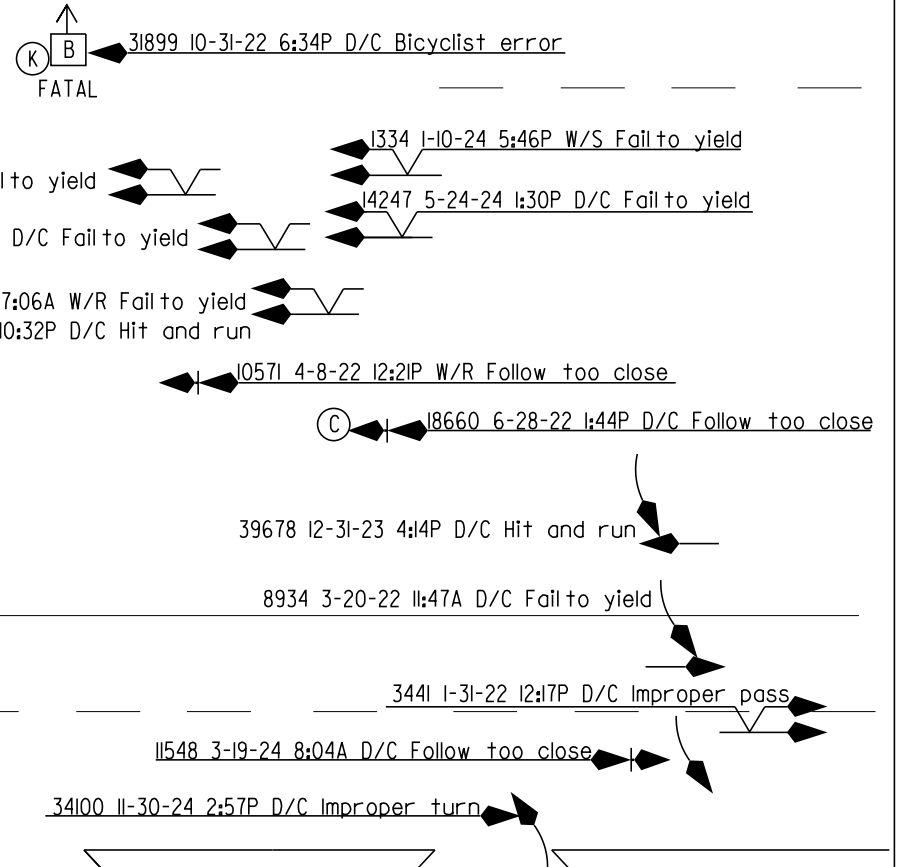 31899 10-31-22 6:34P D/C Bicyclist error
K B
FATAL
1334 1-10-24 5:46P W/S Fail to yield
l to yield
14247 5-24-24 1:30P D/C Fail to yield
D/C Fail to yield
7:06A W/R Fail to yield
10:32P D/C Hit and run
10571 4-8-22 12:21P W/R Follow too close
C 18660 6-28-22 1:44P D/C Follow too close
39678 12-31-23 4:14P D/C Hit and run
8934 3-20-22 11:47A D/C Fail to yield
3441 1-31-22 12:17P D/C Improper pass
11548 3-19-24 8:04A D/C Follow too close
34100 11-30-24 2:57P D/C Improper turn